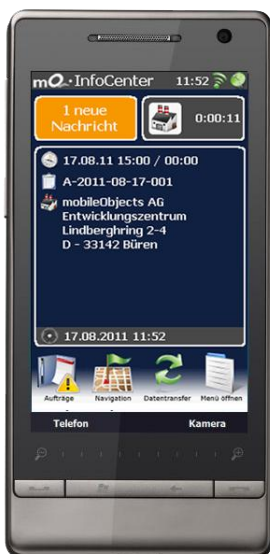 mO.·InfoCenter 11:52
1 neue
Nachricht
0:00:11
17.08.11 15:00 / 00:00
A-2011-08-17-001
mobileObjects AG
Entwicklungszentrum
Lindberghring 2-4
D - 33142 Büren
17.08.2011 11:52
Aufträge Navigation Datentransfer Menü öffnen
Telefon Kamera